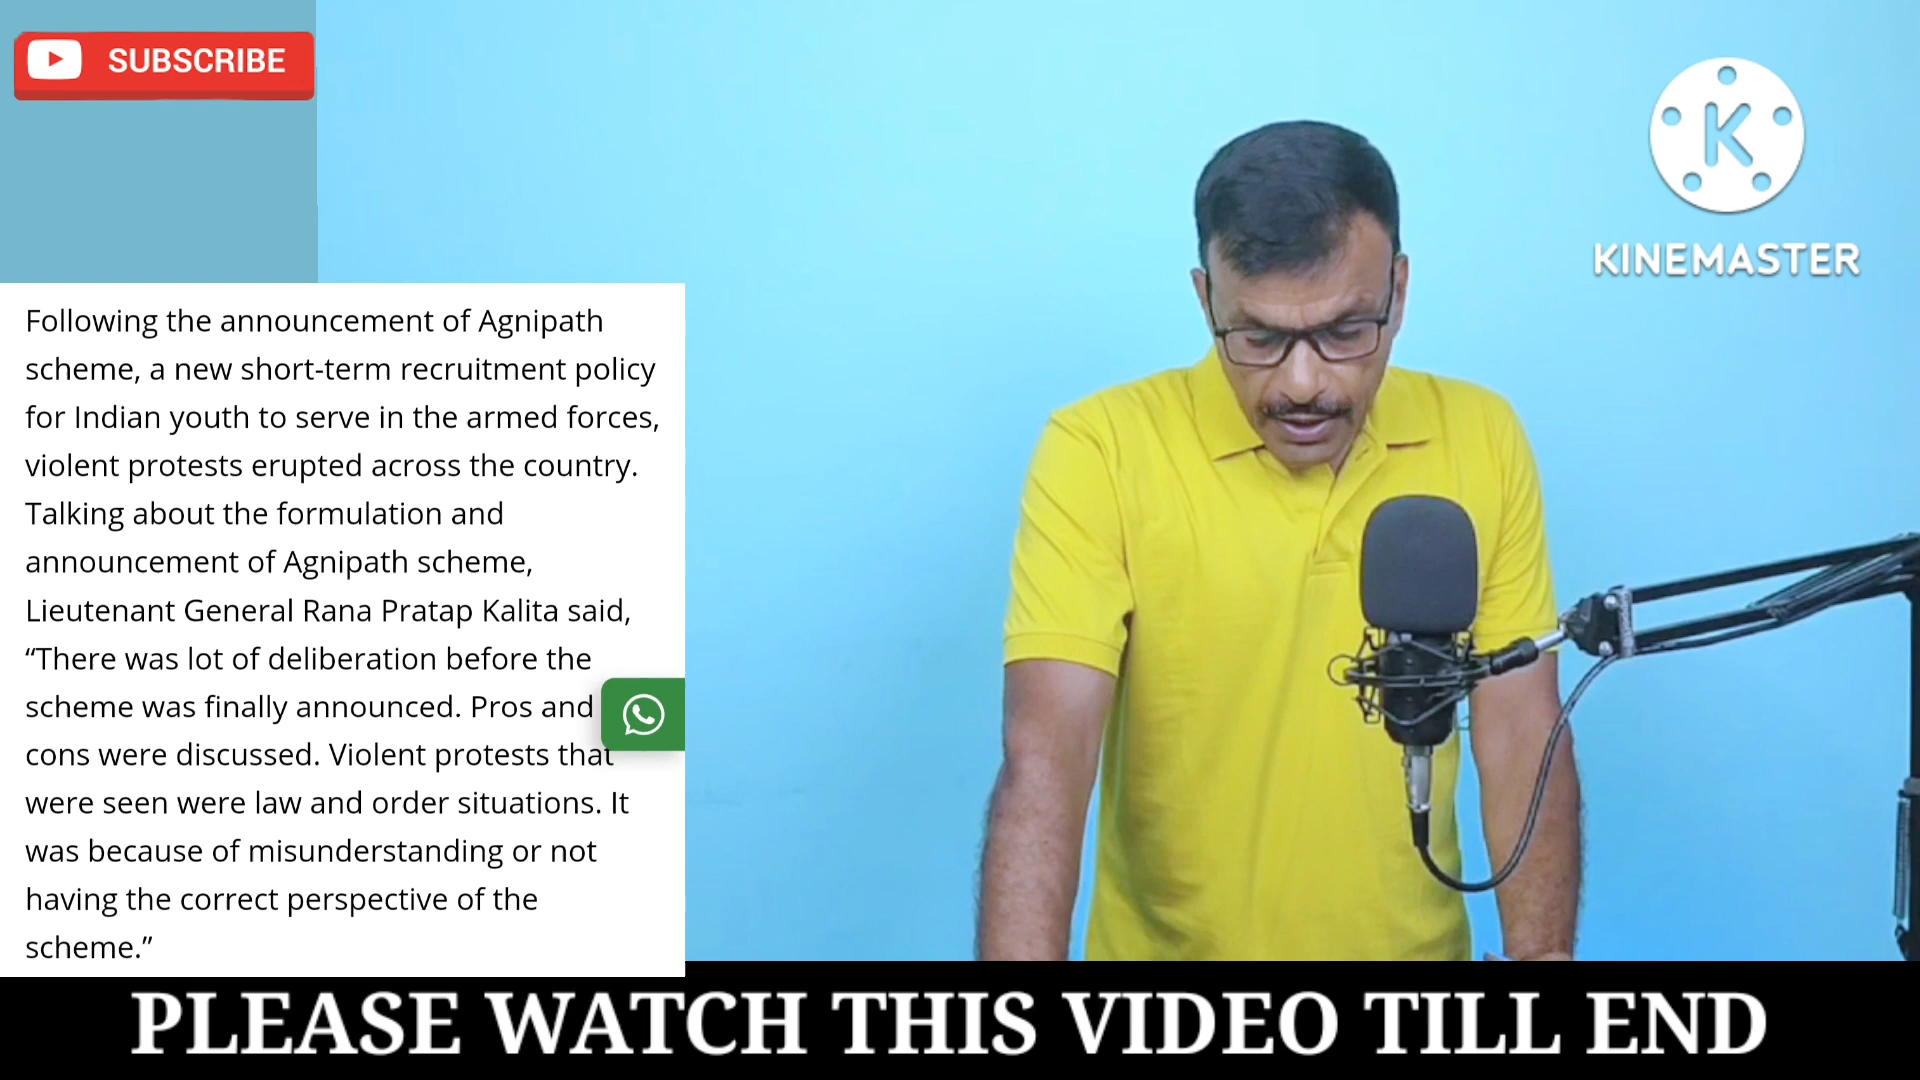 SUBSCRIBE
K
KINEMASTER
Following the announcement of Agnipath
scheme, a new short-term recruitment policy
for Indian youth to serve in the armed forces,
violent protests erupted across the country.
Talking about the formulation and
announcement of Agnipath scheme,
Lieutenant General Rana Pratap Kalita said,
“There was lot of deliberation before the
scheme was finally announced. Pros and
cons were discussed. Violent protests that
were seen were law and order situations. It
was because of misunderstanding or not
having the correct perspective of the
scheme.”
PLEASE WATCH THIS VIDEO TILL END